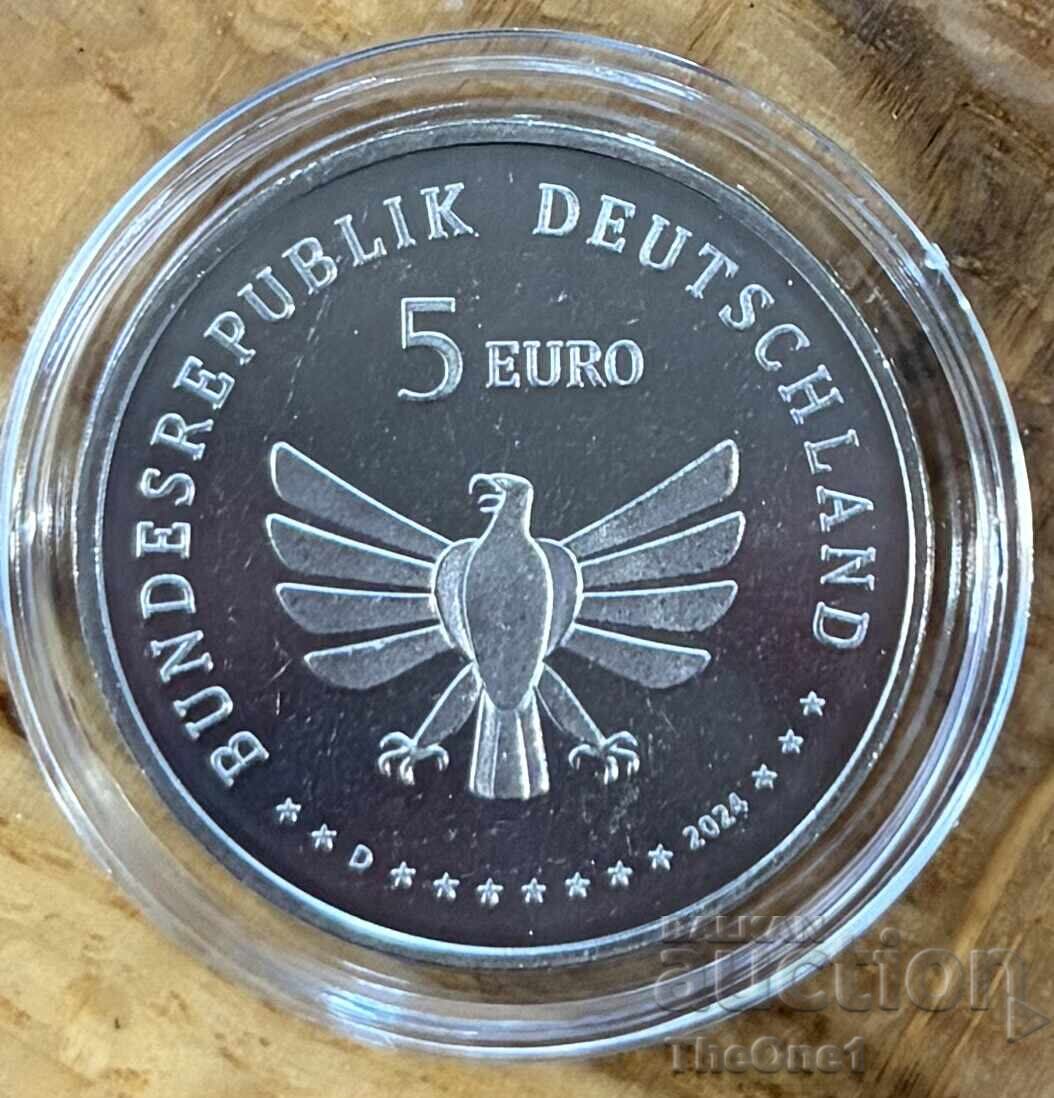 BUNDESREPUBLIK DEUTSCHLAND
5 EURO
D
2024
BALKAN
auction
TheOne1